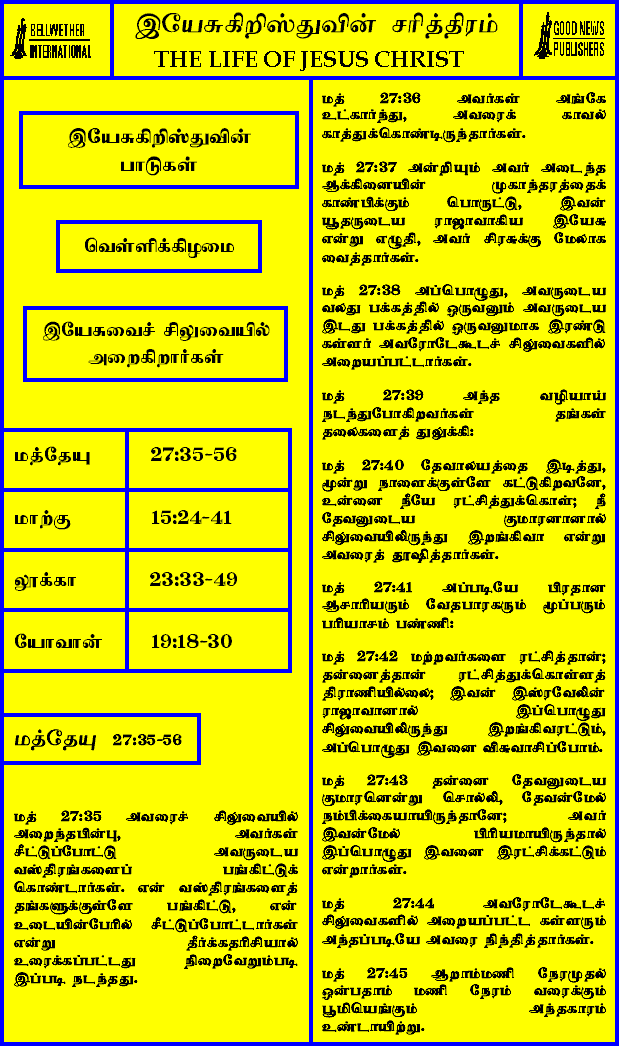 BELLWETHER
INTERNATIONAL
இயேசுகிறிஸ்துவின் சரித்திரம்
THE LIFE OF JESUS CHRIST
GOOD NEWS
PUBLISHERS
இயேசுகிறிஸ்துவின்
பாடுகள்
வெள்ளிக்கிழமை
இயேசுவைச் சிலுவையில்
அறைகிறார்கள்
மத்தேயு 27:35-56
மாற்கு 15:24-41
லூக்கா 23:33-49
யோவான் 19:18-30
மத்தேயு 27:35-56
மத் 27:35 அவரைச் சிலுவையில்
அறைந்தபின்பு, அவர்கள்
சீட்டுப்போட்டு அவருடைய
வஸ்திரங்களைப் பங்கிட்டுக்
கொண்டார்கள். என் வஸ்திரங்களைத்
தங்களுக்குள்ளே பங்கிட்டு, என்
உடையின்பேரில் சீட்டுப்போட்டார்கள்
என்று தீர்க்கதரிசியால்
உரைக்கப்பட்டது நிறைவேறும்படி
இப்படி நடந்தது.
மத் 27:36 அவர்கள் அங்கே
உட்கார்ந்து, அவரைக் காவல்
காத்துக்கொண்டிருந்தார்கள்.
மத் 27:37 அன்றியும் அவர் அடைந்த
ஆக்கினையின் முகாந்தரத்தைக்
காண்பிக்கும் பொருட்டு, இவன்
யூதருடைய ராஜாவாகிய இயேசு
என்று எழுதி, அவர் சிரசுக்கு மேலாக
வைத்தார்கள்.
மத் 27:38 அப்பொழுது, அவருடைய
வலது பக்கத்தில் ஒருவனும் அவருடைய
இடது பக்கத்தில் ஒருவனுமாக இரண்டு
கள்ளர் அவரோடேகூடச் சிலுவைகளில்
அறையப்பட்டார்கள்.
மத் 27:39 அந்த வழியாய்
நடந்துபோகிறவர்கள் தங்கள்
தலைகளைத் துலுக்கி:
மத் 27:40 தேவாலயத்தை இடித்து,
மூன்று நாளைக்குள்ளே கட்டுகிறவனே,
உன்னை நீயே ரட்சித்துக்கொள்; நீ
தேவனுடைய குமாரனானால்
சிலுவையிலிருந்து இறங்கிவா என்று
அவரைத் தூஷித்தார்கள்.
மத் 27:41 அப்படியே பிரதான
ஆசாரியரும் வேதபாரகரும் மூப்பரும்
பரியாசம் பண்ணி:
மத் 27:42 மற்றவர்களை ரட்சித்தான்;
தன்னைத்தான் ரட்சித்துக்கொள்ளத்
திராணியில்லை; இவன் இஸ்ரவேலின்
ராஜாவானால் இப்பொழுது
சிலுவையிலிருந்து இறங்கிவரட்டும்,
அப்பொழுது இவனை விசுவாசிப்போம்.
மத் 27:43 தன்னை தேவனுடைய
குமாரனென்று சொல்லி, தேவன்மேல்
நம்பிக்கையாயிருந்தானே; அவர்
இவன்மேல் பிரியமாயிருந்தால்
இப்பொழுது இவனை இரட்சிக்கட்டும்
என்றார்கள்.
மத் 27:44 அவரோடேகூடச்
சிலுவைகளில் அறையப்பட்ட கள்ளரும்
அந்தப்படியே அவரை நிந்தித்தார்கள்.
மத் 27:45 ஆறாம்மணி நேரமுதல்
ஒன்பதாம் மணி நேரம் வரைக்கும்
பூமியெங்கும் அந்தகாரம்
உண்டாயிற்று.